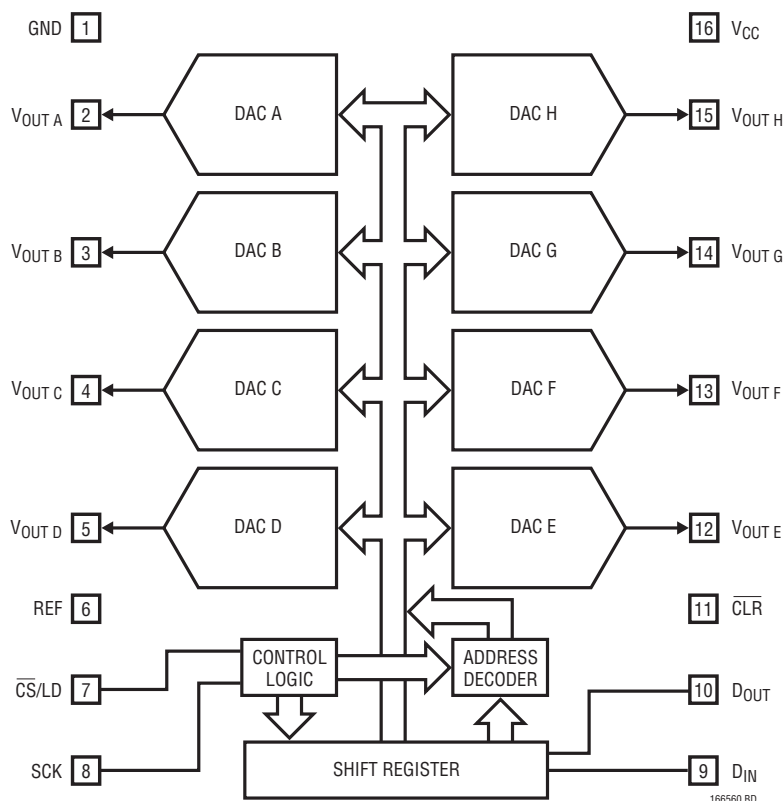 GND 1
16 VCC
VOUT A 2
DAC A
DAC H
15 VOUT H
VOUT B 3
DAC B
DAC G
14 VOUT G
VOUT C 4
DAC C
DAC F
13 VOUT F
VOUT D 5
DAC D
DAC E
12 VOUT E
REF 6
11 C̅L̅R̅
C̅S̅/LD 7
CONTROL
LOGIC
ADDRESS
DECODER
10 DOUT
SCK 8
SHIFT REGISTER
9 DIN
166560 BD